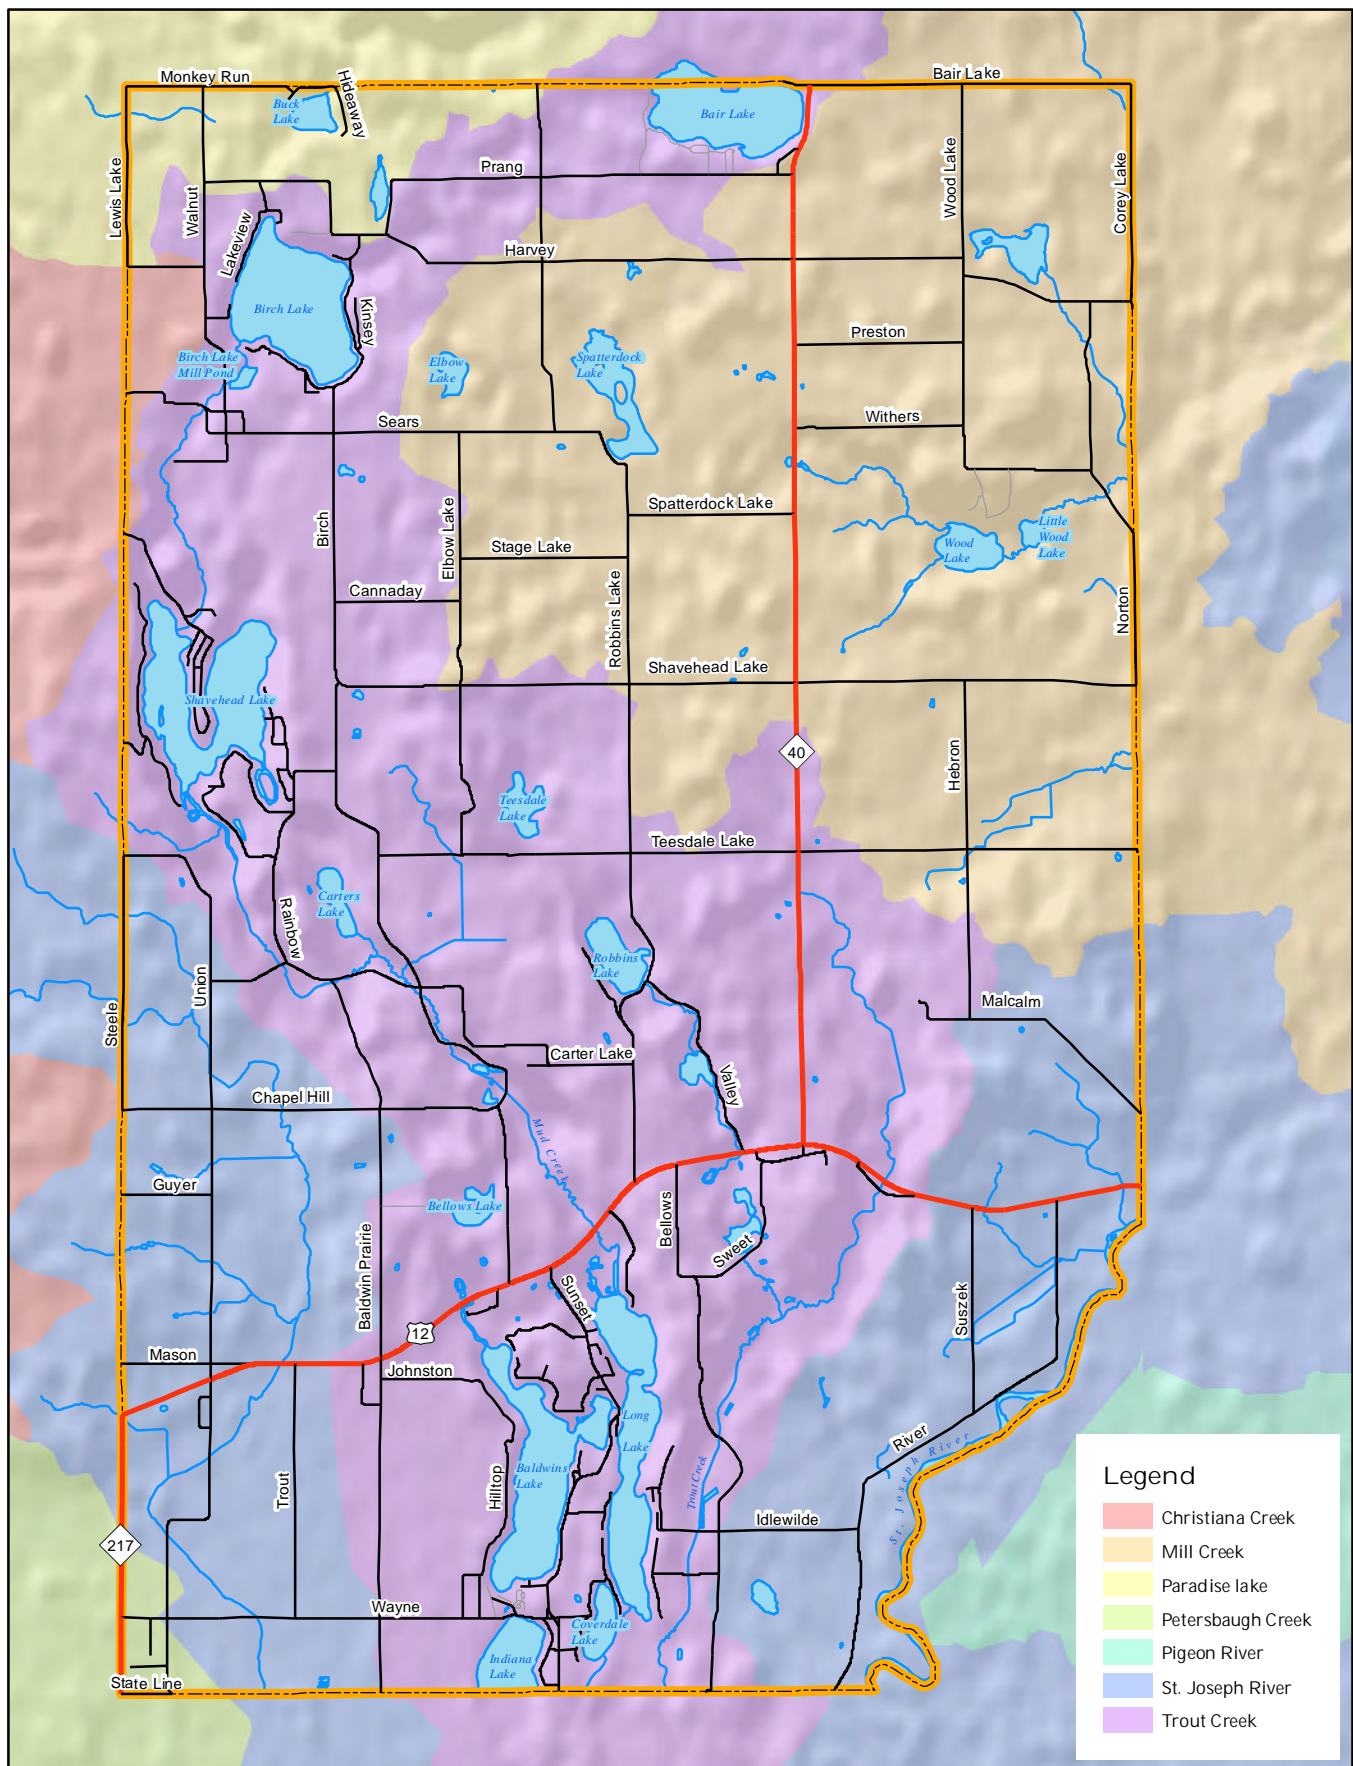 Monkey Run
Hideaway
Bair Lake
Buck
Lake
Bair Lake
Lewis Lake
Walnut
Prang
Wood Lake
Corey Lake
Lakeview
Harvey
Birch Lake
Kinsey
Preston
Birch Lake
Mill Pond
Elbow
Lake
Spatterdock
Lake
Sears
Withers
Birch
Elbow Lake
Spatterdock Lake
Stage Lake
Little
Wood
Lake
Wood
Lake
Cannaday
Robbins Lake
Norton
Shavehead Lake
Shavehead Lake
40
Hebron
Teesdale
Lake
Teesdale Lake
Carters
Lake
Rainbow
Robbins
Lake
Union
Steele
Malcalm
Carter Lake
Valley
Chapel Hill
Mud Creek
Guyer
Bellows Lake
Bellows
Sweet
Baldwin Prairie
Sunset
Suszek
12
Mason
Johnston
Long
Lake
River
St. Joseph River
Trout
Hilltop
Baldwins
Lake
Trout Creek
Idlewilde
217
Wayne
Coverdale
Lake
Indiana
Lake
State Line
Legend
Christiana Creek
Mill Creek
Paradise lake
Petersbaugh Creek
Pigeon River
St. Joseph River
Trout Creek